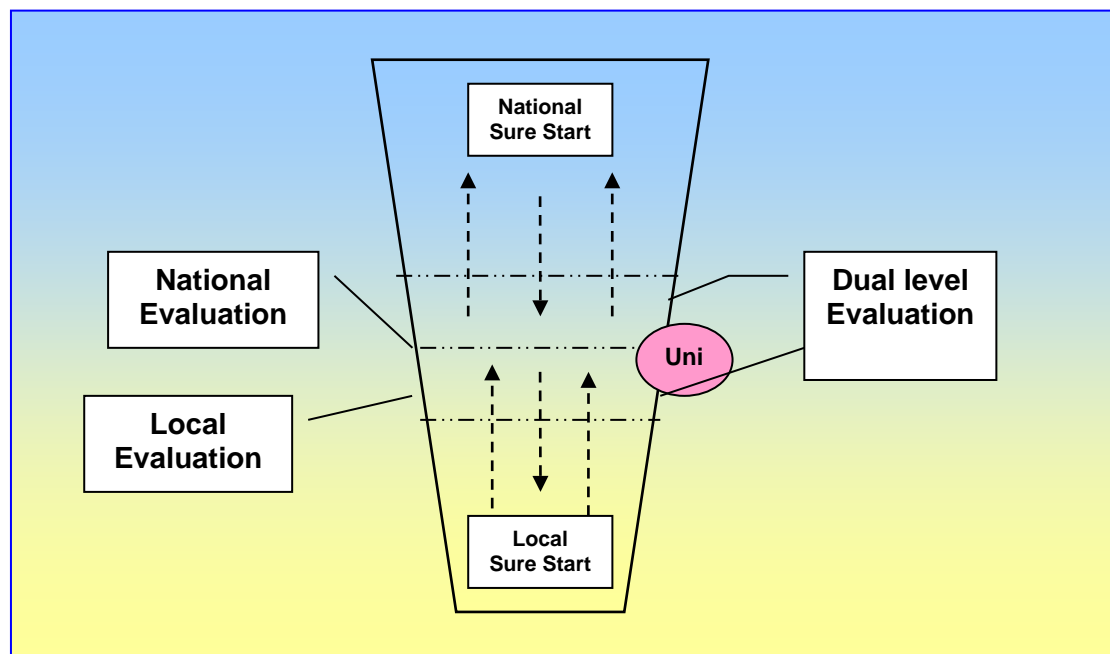 National
Sure Start
National
Evaluation
Dual level
Evaluation
Uni
Local
Evaluation
Local
Sure Start